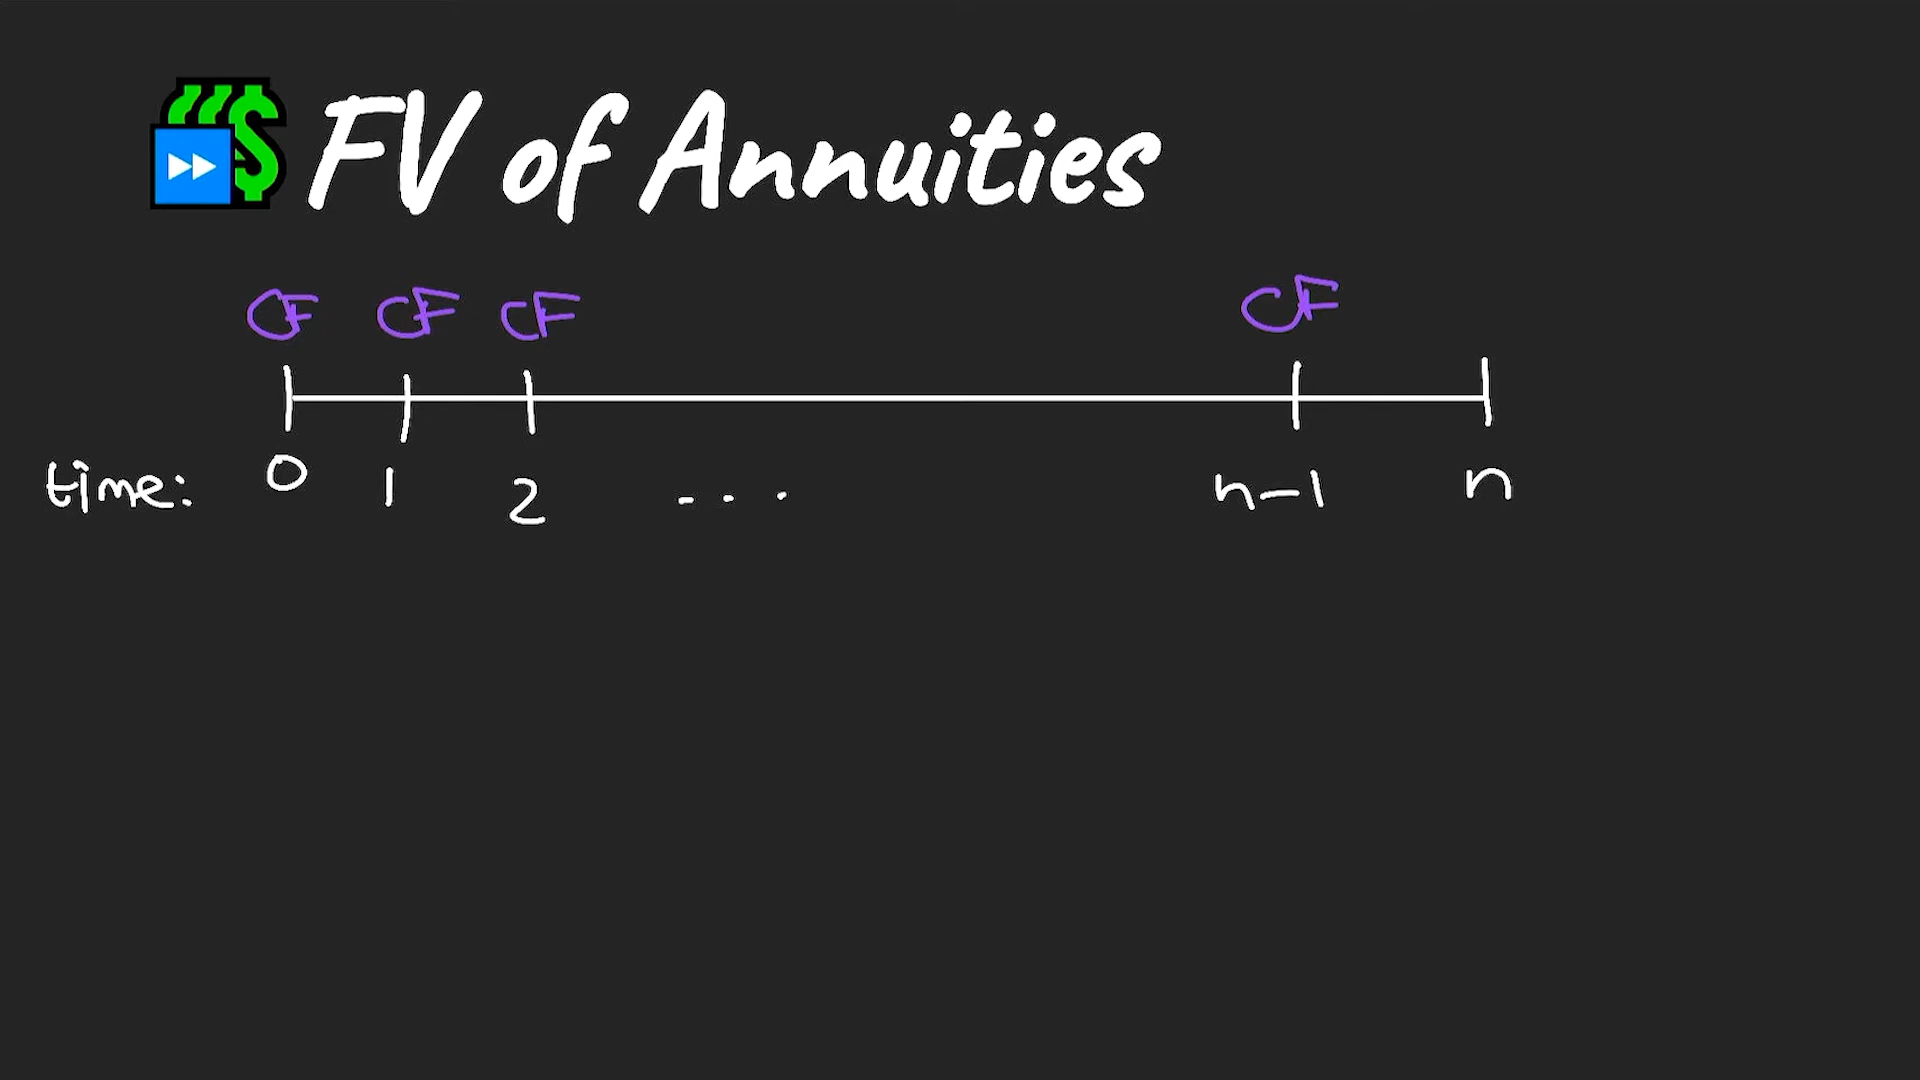 FV of Annuities
CF CF CF CF
time: 0 1 2 ... n-1 n